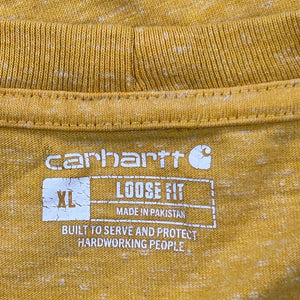 carhartt
XL LOOSE FIT
MADE IN PAKISTAN
BUILT TO SERVE AND PROTECT
HARDWORKING PEOPLE